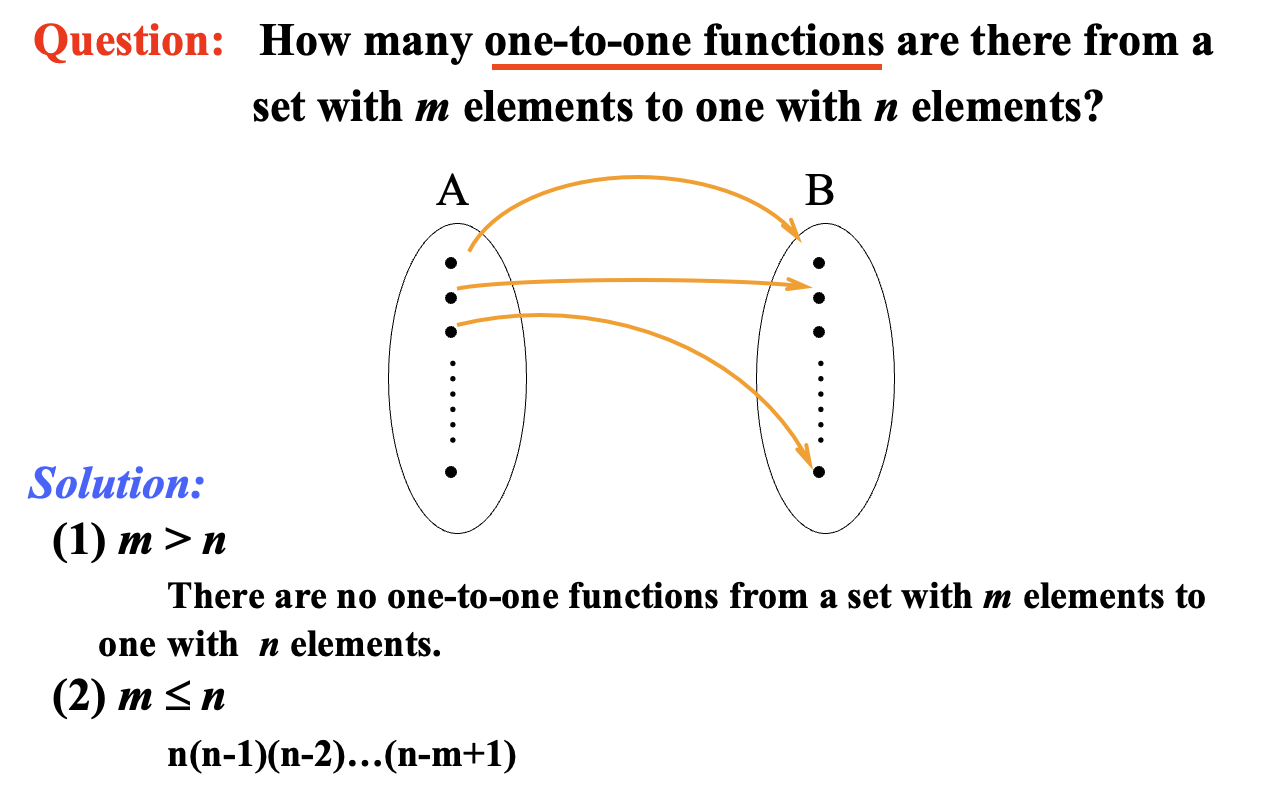 Question: How many one-to-one functions are there from a
set with m elements to one with n elements?
A B
Solution:
(1) m > n
There are no one-to-one functions from a set with m elements to
one with n elements.
(2) m ≤ n
n(n-1)(n-2)…(n-m+1)